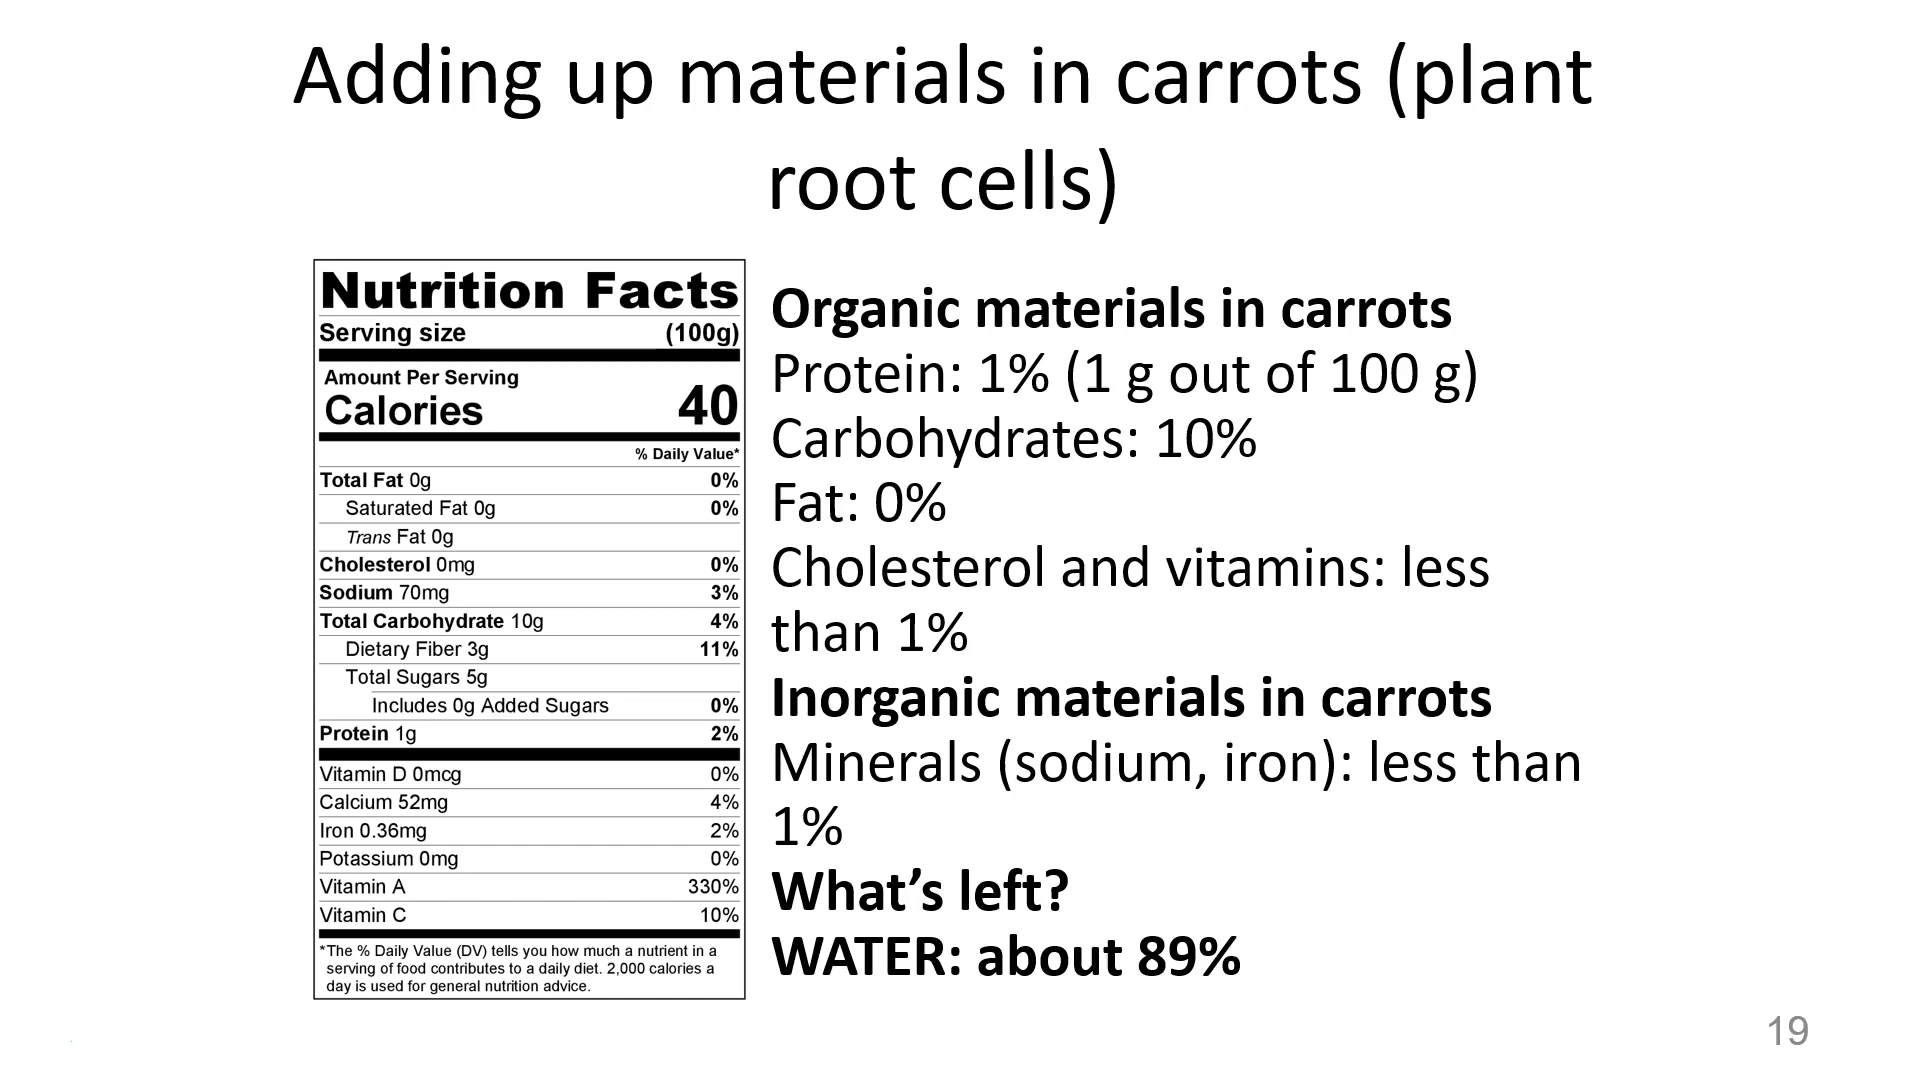 Adding up materials in carrots (plant
root cells)
Nutrition Facts
Serving size (100g)
Amount Per Serving
Calories 40
% Daily Value*
Total Fat 0g 0%
Saturated Fat 0g 0%
Trans Fat 0g
Cholesterol 0mg 0%
Sodium 70mg 3%
Total Carbohydrate 10g 4%
Dietary Fiber 3g 11%
Total Sugars 5g
Includes 0g Added Sugars 0%
Protein 1g 2%
Vitamin D 0mcg 0%
Calcium 52mg 4%
Iron 0.36mg 2%
Potassium 0mg 0%
Vitamin A 330%
Vitamin C 10%
*The % Daily Value (DV) tells you how much a nutrient in a
serving of food contributes to a daily diet. 2,000 calories a
day is used for general nutrition advice.
Organic materials in carrots
Protein: 1% (1 g out of 100 g)
Carbohydrates: 10%
Fat: 0%
Cholesterol and vitamins: less
than 1%
Inorganic materials in carrots
Minerals (sodium, iron): less than
1%
What’s left?
WATER: about 89%
19